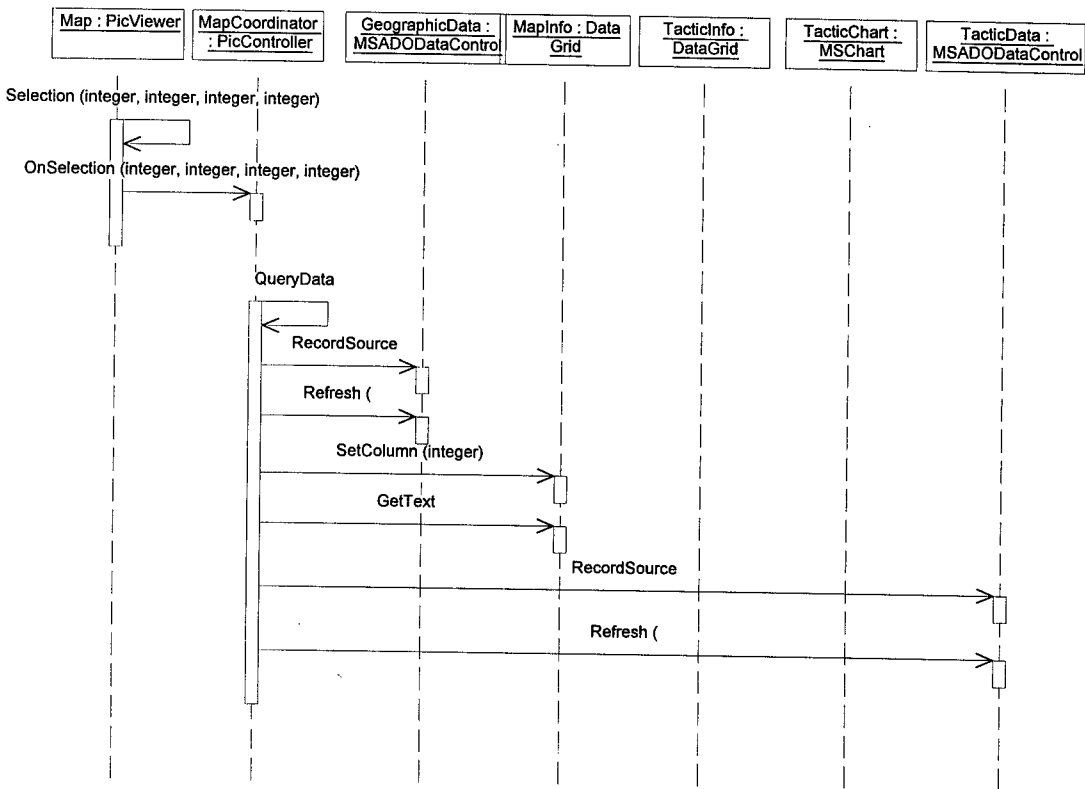 Map : PicViewer
MapCoordinator
: PicController
GeographicData :
MSADODataControl
MapInfo : Data
Grid
TacticInfo :
DataGrid
TacticChart :
MSChart
TacticData :
MSADODataControl
Selection (integer, integer, integer, integer)
OnSelection (integer, integer, integer, integer)
QueryData
RecordSource
Refresh (
SetColumn (integer)
GetText
RecordSource
Refresh (